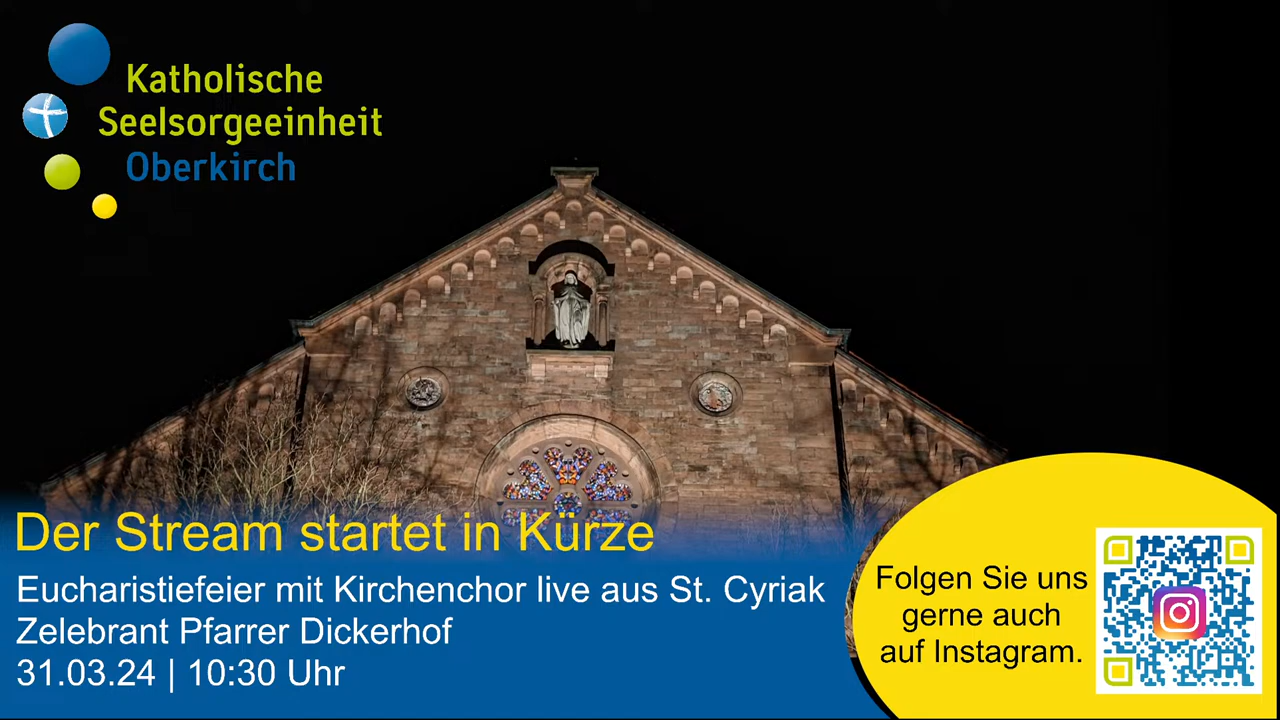 Katholische
Seelsorgeeinheit
Oberkirch
Der Stream startet in Kürze
Eucharistiefeier mit Kirchenchor live aus St. Cyriak
Zelebrant Pfarrer Dickerhof
31.03.24 | 10:30 Uhr
Folgen Sie uns
gerne auch
auf Instagram.